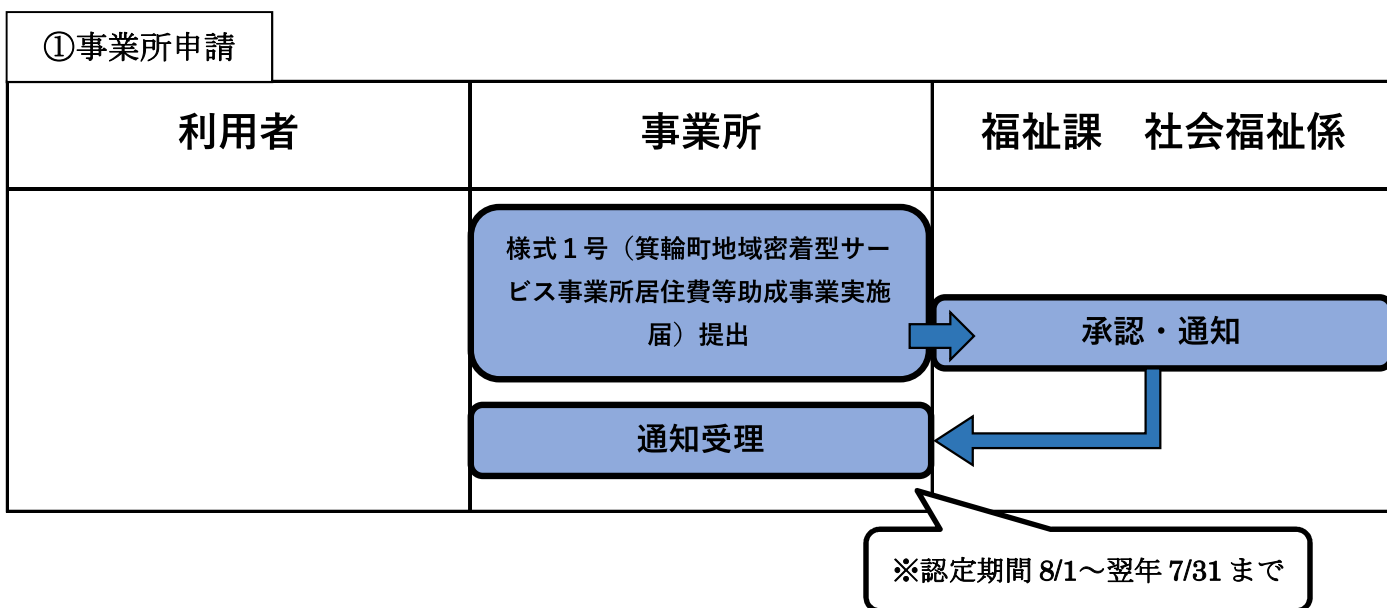 ①事業所申請
利用者
事業所
福祉課　社会福祉係
様式１号（箕輪町地域密着型サー
ビス事業所居住費等助成事業実施
届）提出
承認・通知
通知受理
※認定期間 8/1～翌年 7/31 まで